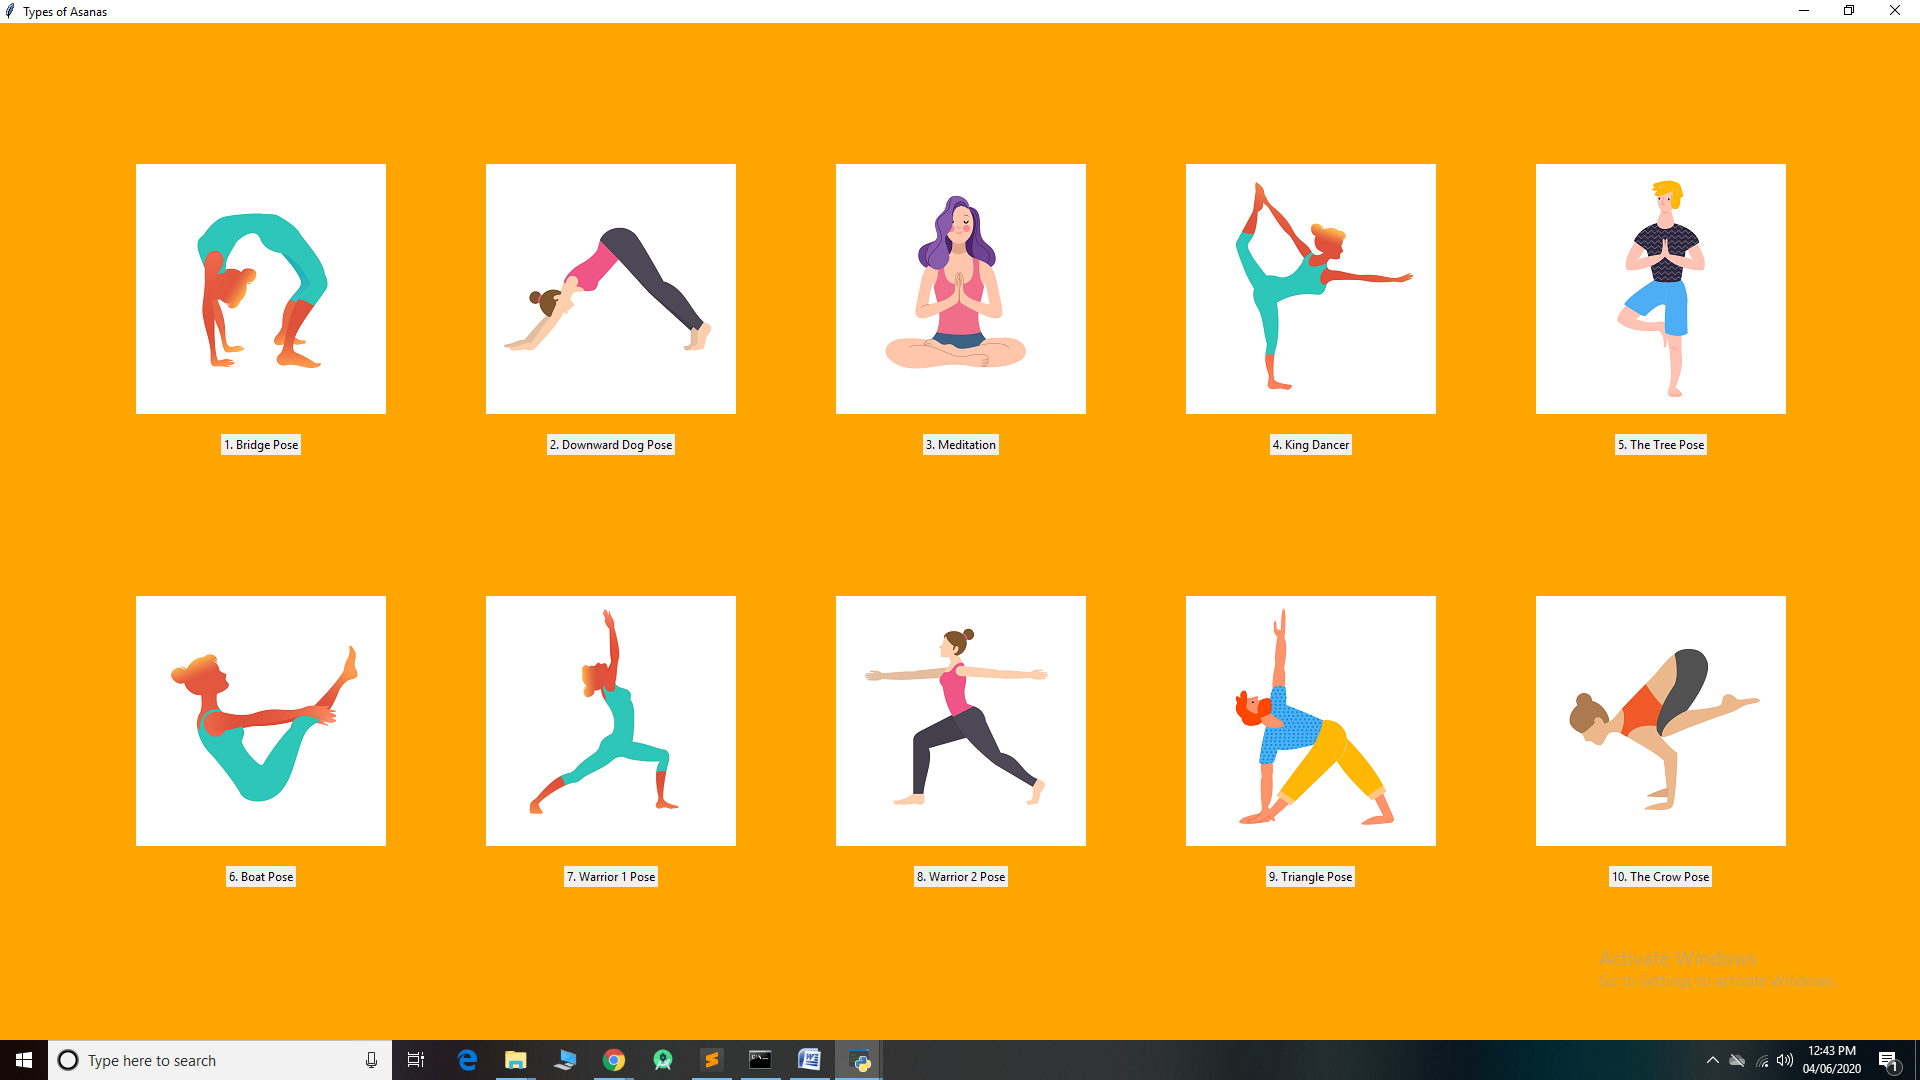 Types of Asanas
1. Bridge Pose
2. Downward Dog Pose
3. Meditation
4. King Dancer
5. The Tree Pose
6. Boat Pose
7. Warrior 1 Pose
8. Warrior 2 Pose
9. Triangle Pose
10. The Crow Pose
Activate Windows
Go to Settings to activate Windows.
Type here to search
12:43 PM
04/06/2020
1